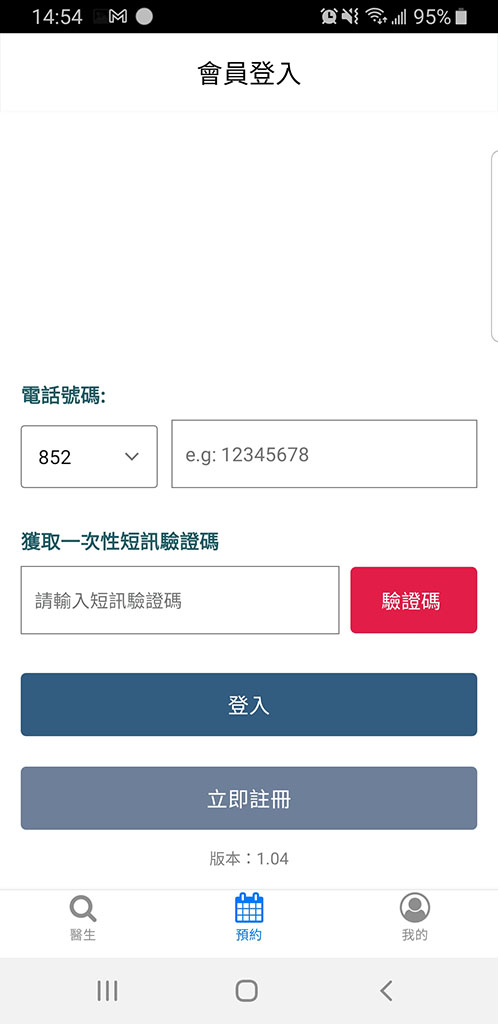 14:54 95%
會員登入
電話號碼:
852 e.g: 12345678
獲取一次性短訊驗證碼
請輸入短訊驗證碼 驗證碼
登入
立即註冊
版本：1.04
醫生 預約 我的